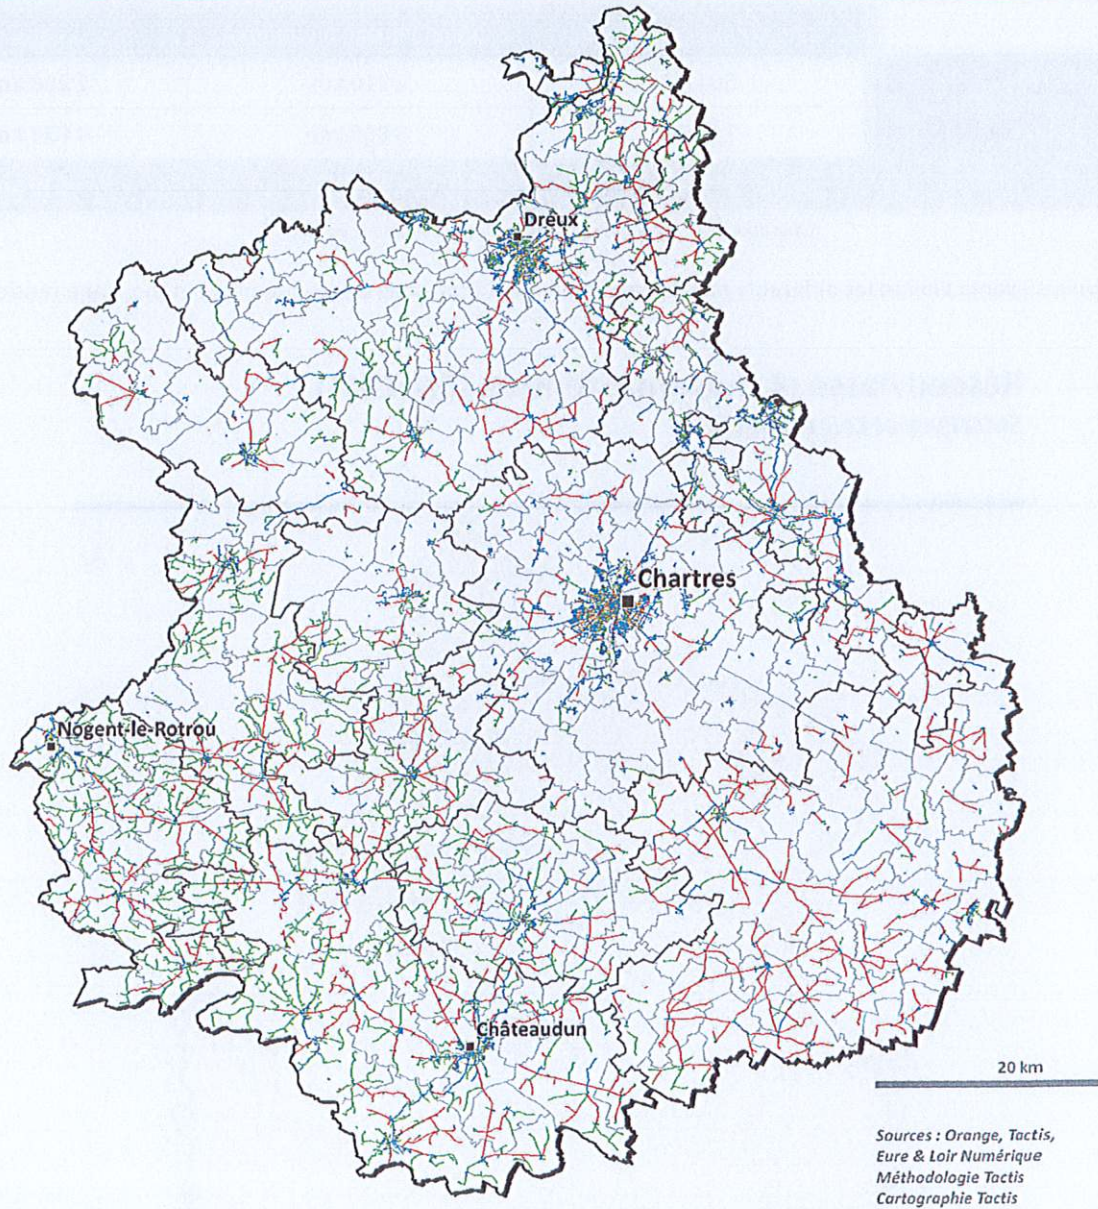 Dreux
Chartres
Nogent-le-Rotrou
Châteaudun
20 km
Sources : Orange, Tactis,
Eure & Loir Numérique
Méthodologie Tactis
Cartographie Tactis